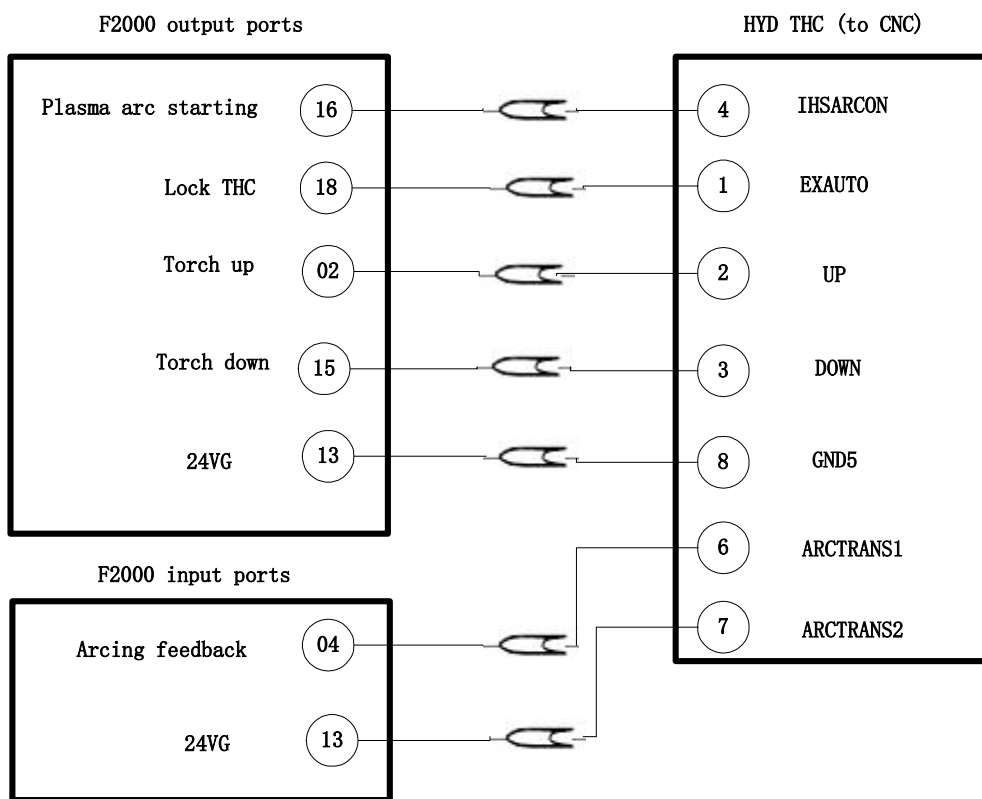 F2000 output ports
HYD THC (to CNC)
Plasma arc starting 16
4 IHSARCON
Lock THC 18
1 EXAUTO
Torch up 02
2 UP
Torch down 15
3 DOWN
24VG 13
8 GND5
6 ARCTRANS1
F2000 input ports
7 ARCTRANS2
Arcing feedback 04
24VG 13